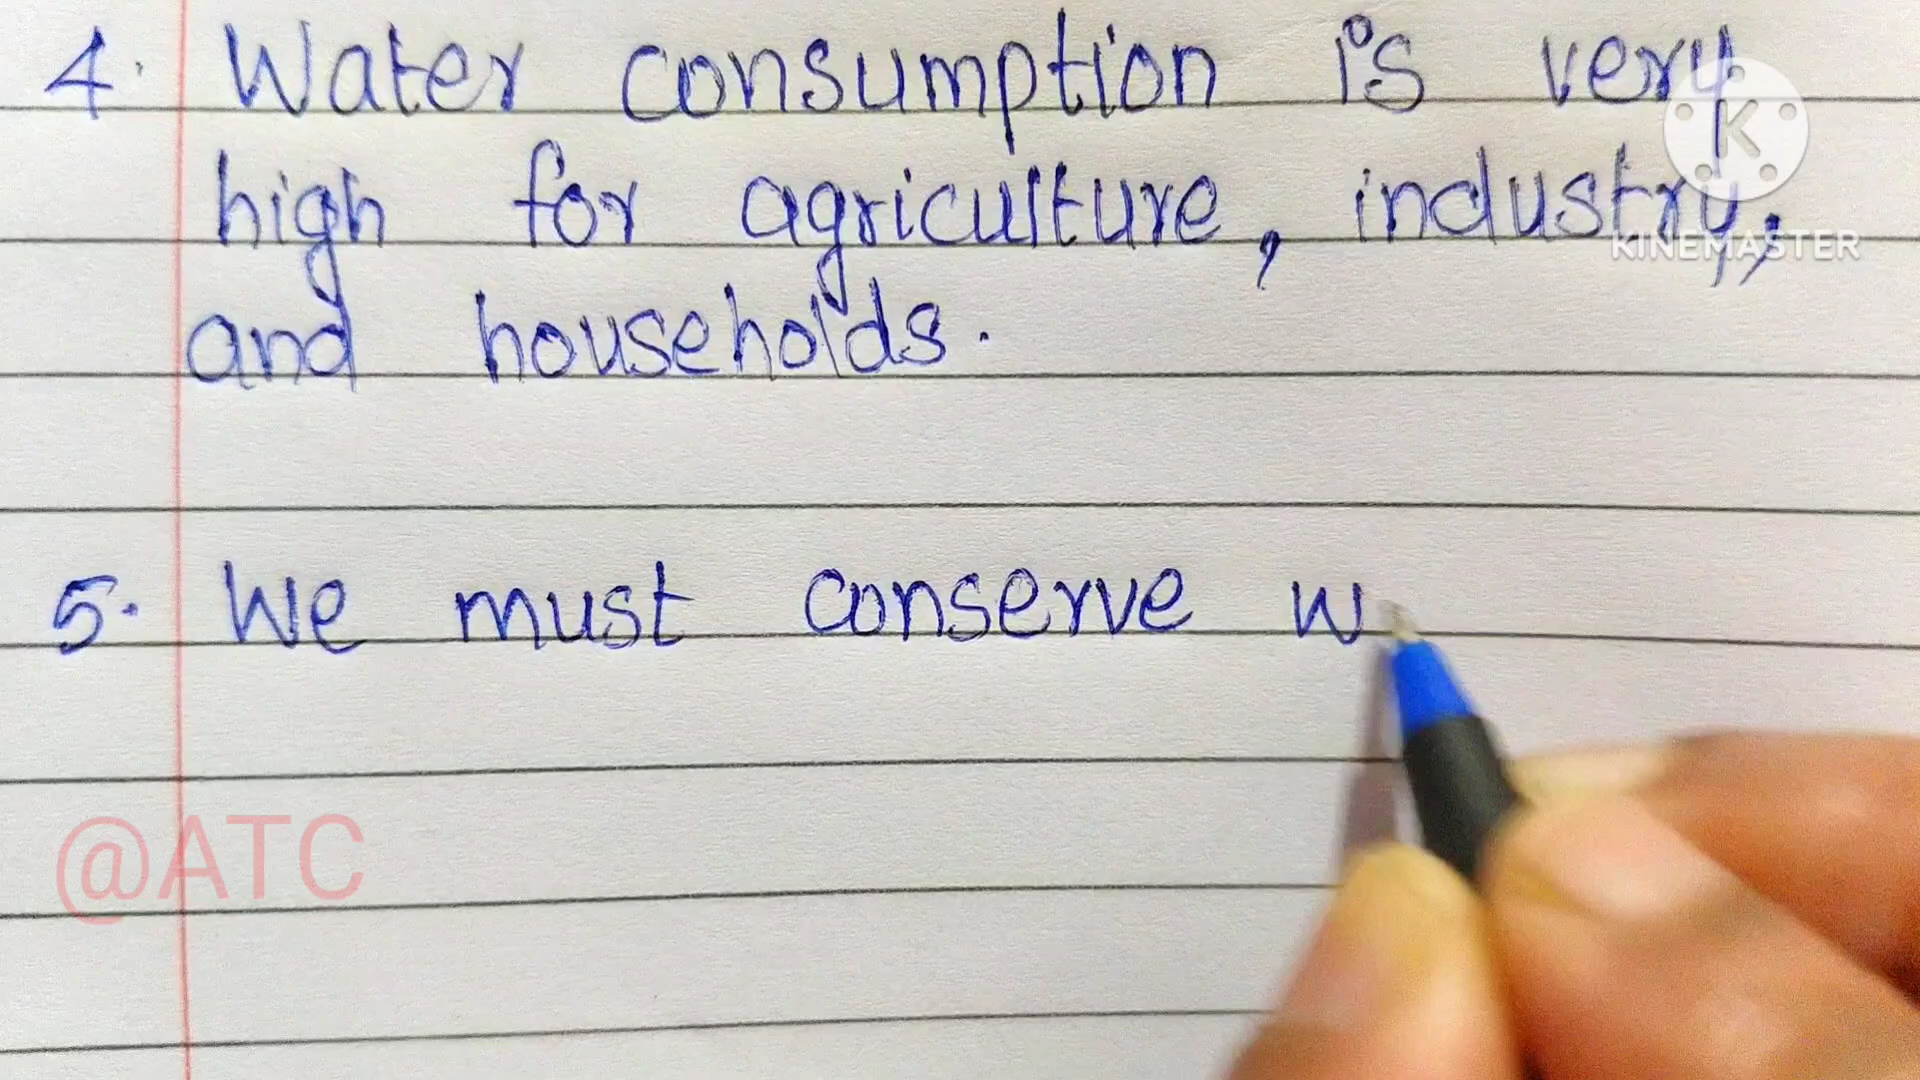 4. Water consumption is very
high for agriculture, industry,
and households.
5. We must conserve w
K
KINEMASTER
@ATC